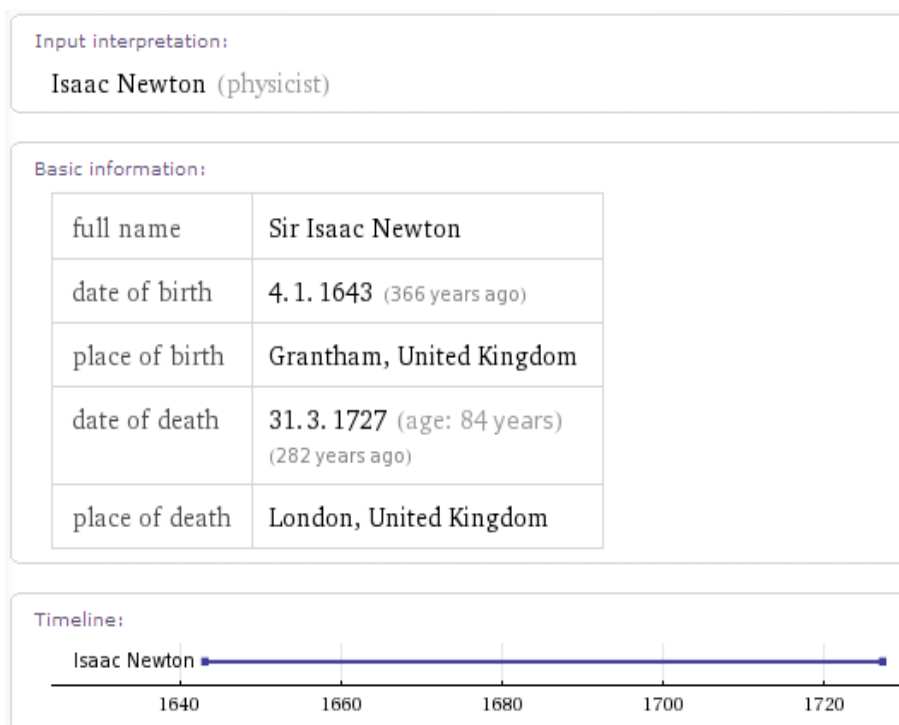 Input interpretation:
Isaac Newton (physicist)
Basic information:
full name Sir Isaac Newton
date of birth 4. 1. 1643 (366 years ago)
place of birth Grantham, United Kingdom
date of death 31. 3. 1727 (age: 84 years)
(282 years ago)
place of death London, United Kingdom
Timeline:
Isaac Newton
1640 1660 1680 1700 1720